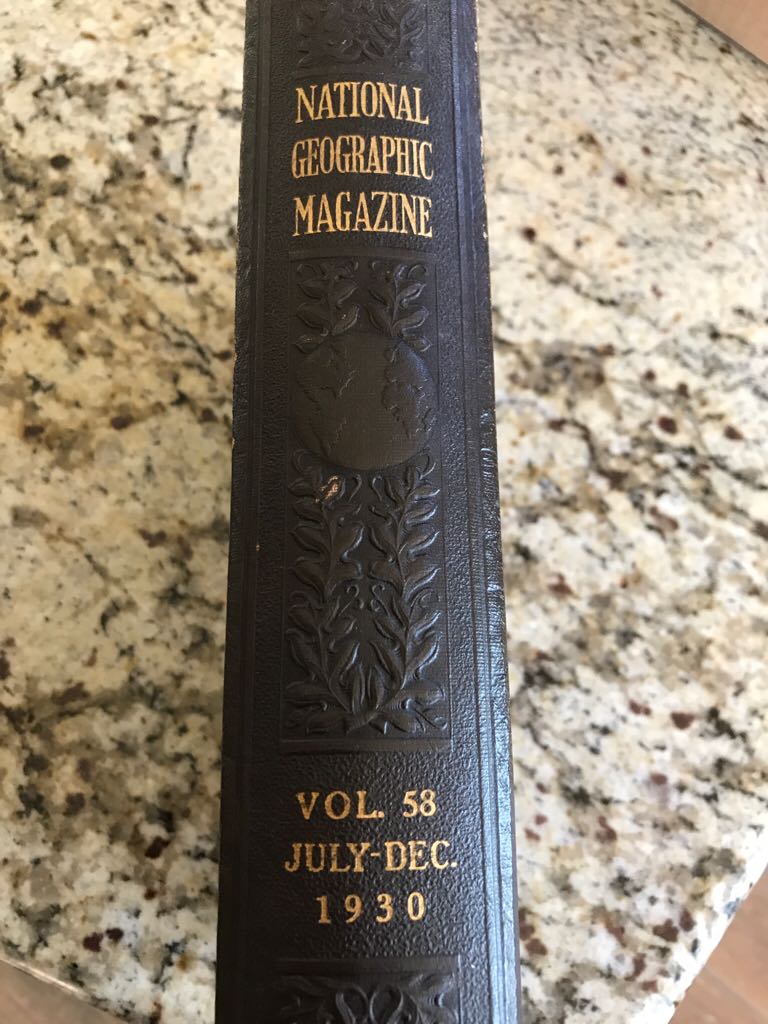 NATIONAL
GEOGRAPHIC
MAGAZINE
VOL. 58
JULY-DEC.
1930